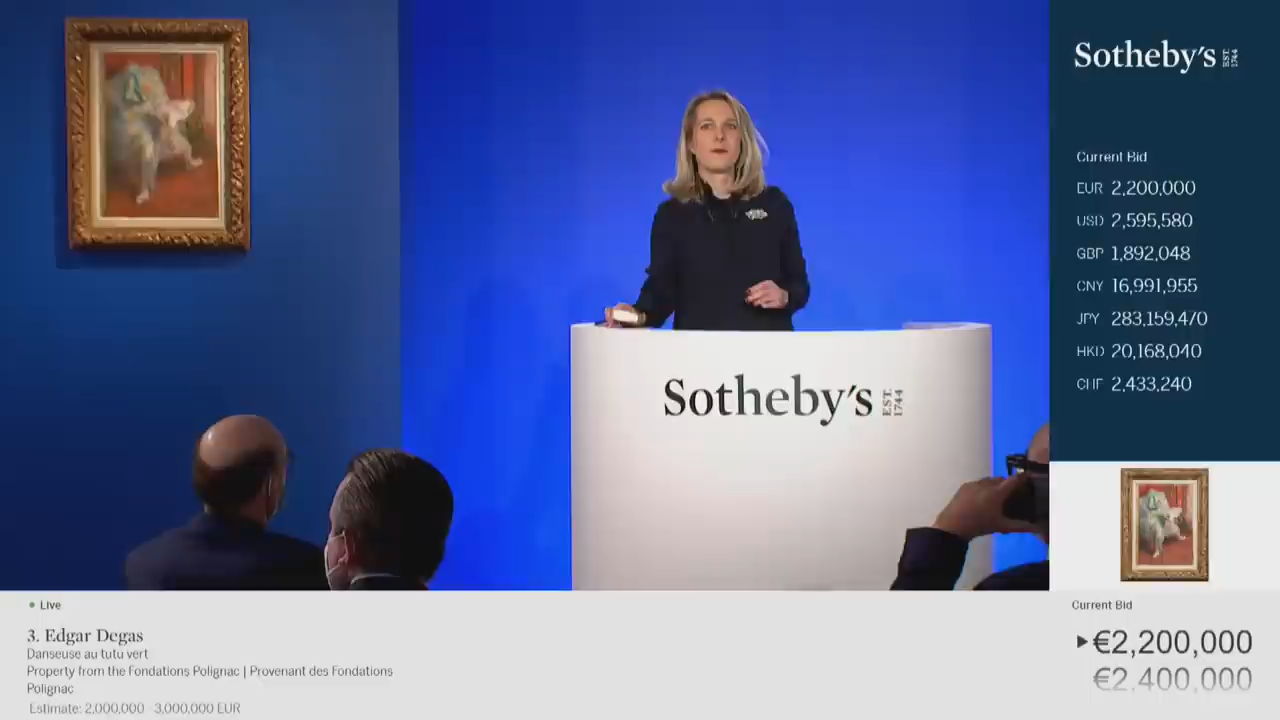 Sotheby's EST. 1744
Current Bid
EUR 2,200,000
USD 2,595,580
GBP 1,892,048
CNY 16,991,955
JPY 283,159,470
HKD 20,168,040
CHF 2,433,240
Sotheby's EST. 1744
Live
3. Edgar Degas
Danseuse au tutu vert
Property from the Fondations Polignac | Provenant des Fondations
Polignac
Estimate: 2,000,000 3,000,000 EUR
Current Bid
€2,200,000
€2,400,000